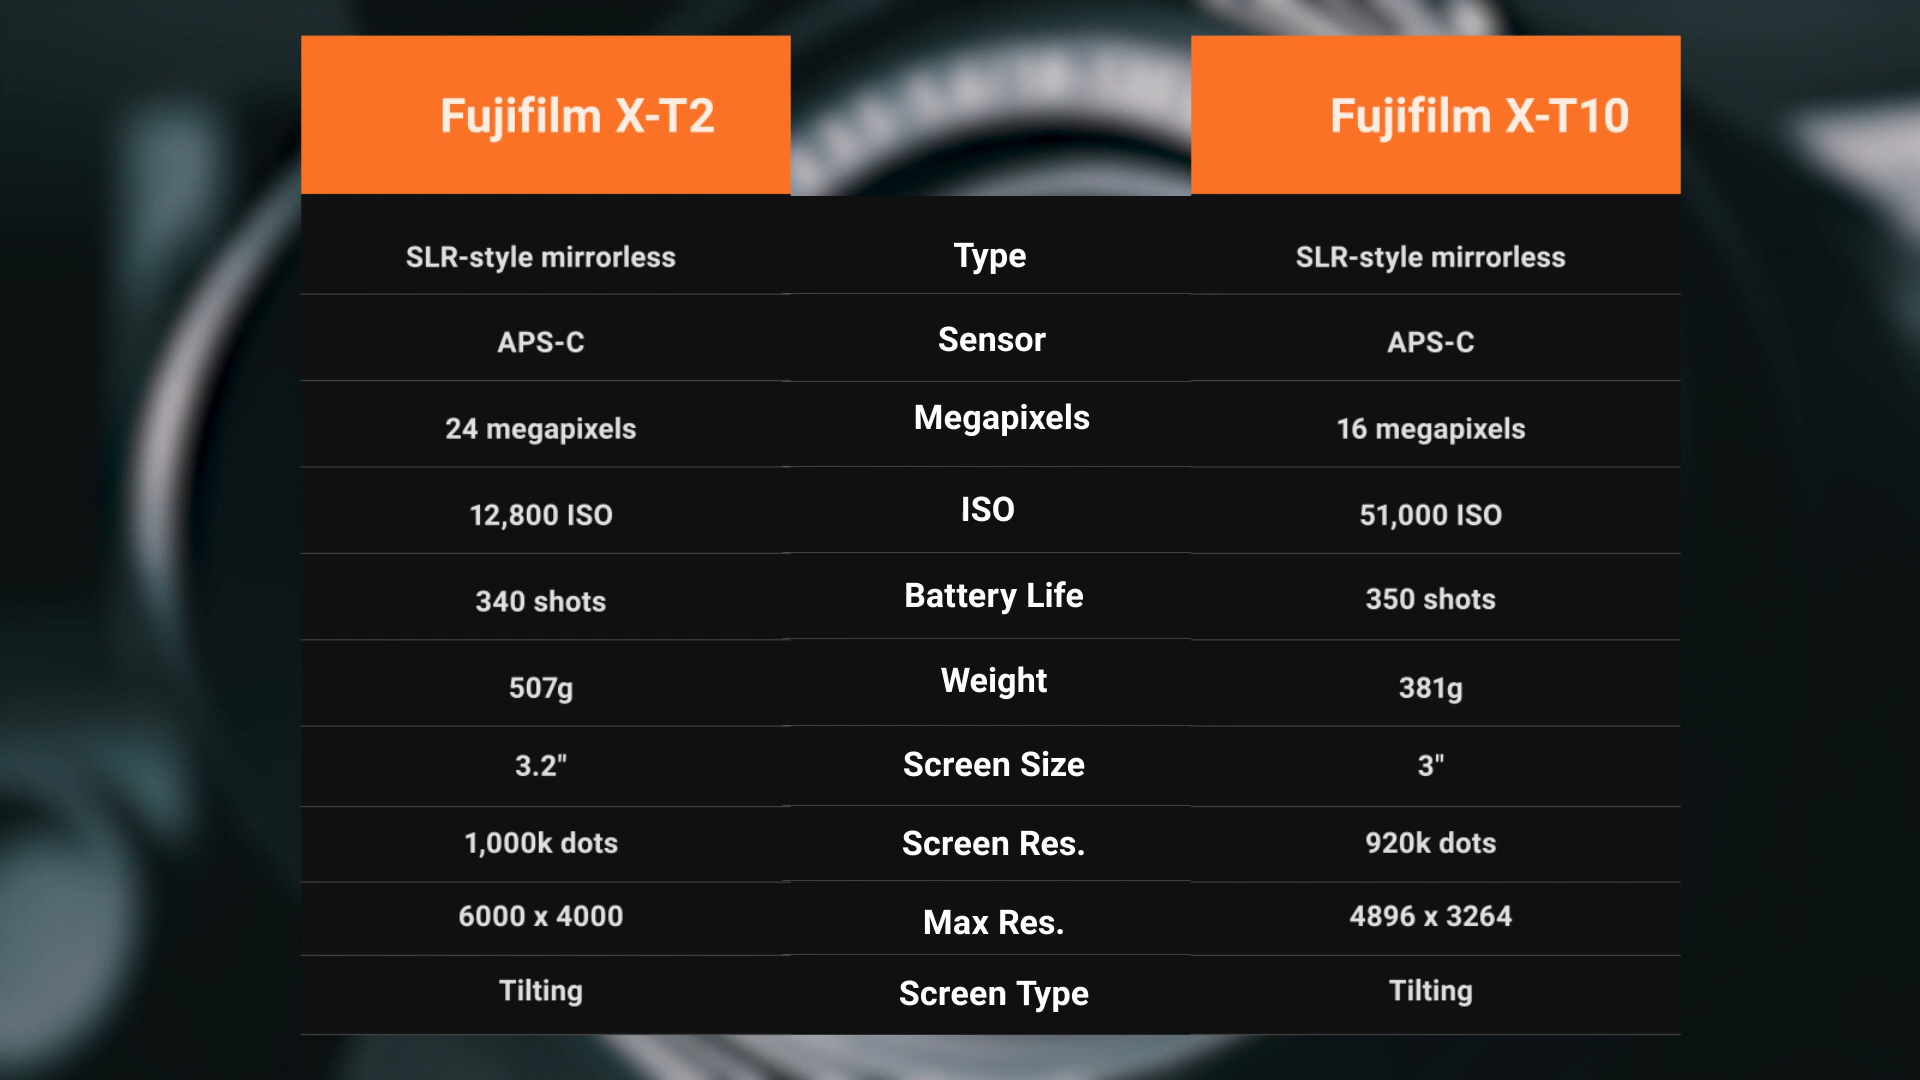 Fujifilm X-T2
Fujifilm X-T10
SLR-style mirrorless
Type
SLR-style mirrorless
APS-C
Sensor
APS-C
24 megapixels
Megapixels
16 megapixels
12,800 ISO
ISO
51,000 ISO
340 shots
Battery Life
350 shots
507g
Weight
381g
3.2"
Screen Size
3"
1,000k dots
Screen Res.
920k dots
6000 x 4000
Max Res.
4896 x 3264
Tilting
Screen Type
Tilting